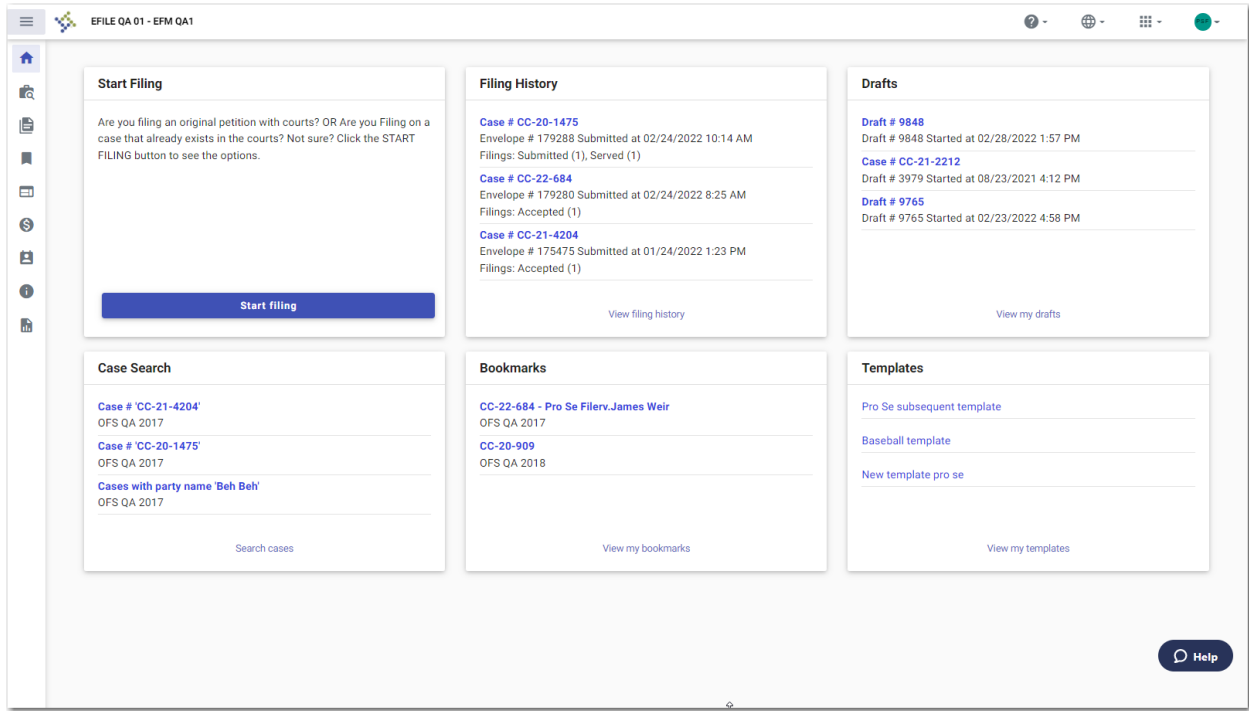 EFILE QA 01 - EFM QA1
Start Filing
Are you filing an original petition with courts? OR Are you Filing on a
case that already exists in the courts? Not sure? Click the START
FILING button to see the options.
Start filing
Filing History
Case # CC-20-1475
Envelope # 179288 Submitted at 02/24/2022 10:14 AM
Filings: Submitted (1), Served (1)
Case # CC-22-684
Envelope # 179280 Submitted at 02/24/2022 8:25 AM
Filings: Accepted (1)
Case # CC-21-4204
Envelope # 175475 Submitted at 01/24/2022 1:23 PM
Filings: Accepted (1)
View filing history
Drafts
Draft # 9848
Draft # 9848 Started at 02/28/2022 1:57 PM
Case # CC-21-2212
Draft # 3979 Started at 08/23/2021 4:12 PM
Draft # 9765
Draft # 9765 Started at 02/23/2022 4:58 PM
View my drafts
Case Search
Case # 'CC-21-4204'
OFS QA 2017
Case # 'CC-20-1475'
OFS QA 2017
Cases with party name 'Beh Beh'
OFS QA 2017
Search cases
Bookmarks
CC-22-684 - Pro Se Filerv.James Weir
OFS QA 2017
CC-20-909
OFS QA 2018
View my bookmarks
Templates
Pro Se subsequent template
Baseball template
New template pro se
View my templates
Help